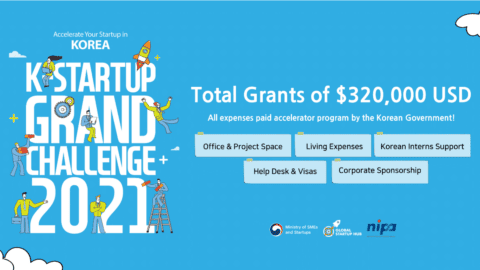 Accelerate Your Startup in
KOREA
K-STARTUP
GRAND
CHALLENGE
2021
Total Grants of $320,000 USD
All expenses paid accelerator program by the Korean Government!
Office & Project Space
Living Expenses
Korean Interns Support
Help Desk & Visas
Corporate Sponsorship
Ministry of SMEs
and Startups
GLOBAL
STARTUP HUB
nipa